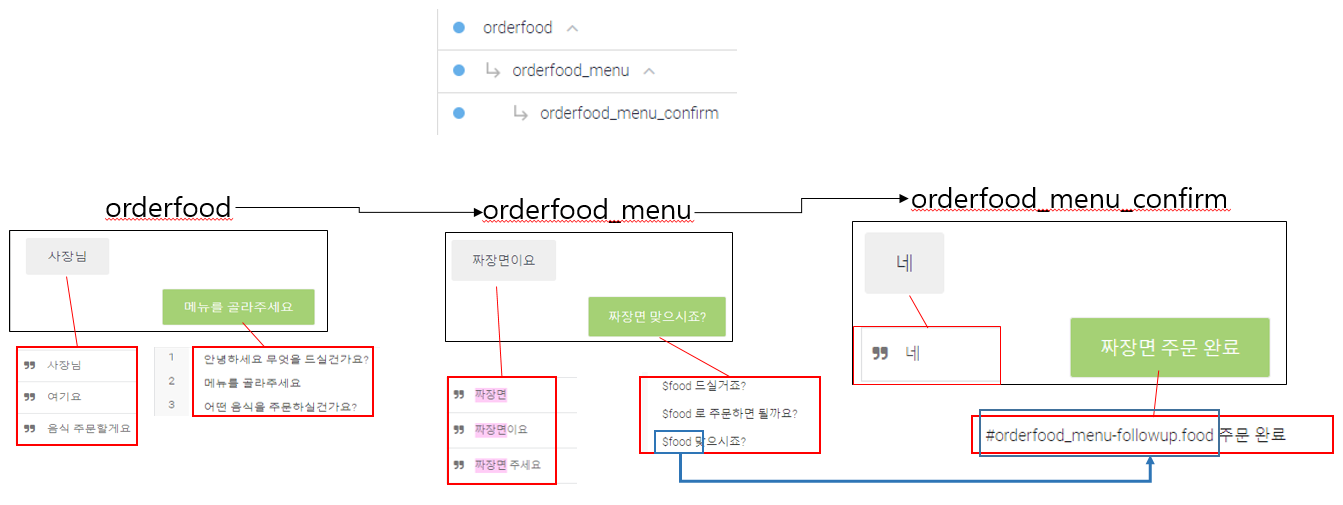 orderfood
orderfood_menu
orderfood_menu_confirm
orderfood
orderfood_menu
orderfood_menu_confirm
사장님
메뉴를 골라주세요
사장님
여기요
음식 주문할게요
1 안녕하세요 무엇을 드실건가요?
2 메뉴를 골라주세요
3 어떤 음식을 주문하실건가요?
짜장면이요
짜장면 맞으시죠?
짜장면
짜장면이요
짜장면 주세요
$food 드실거죠?
$food 로 주문하면 될까요?
$food 맞으시죠?
네
짜장면 주문 완료
네
#orderfood_menu-followup.food 주문 완료